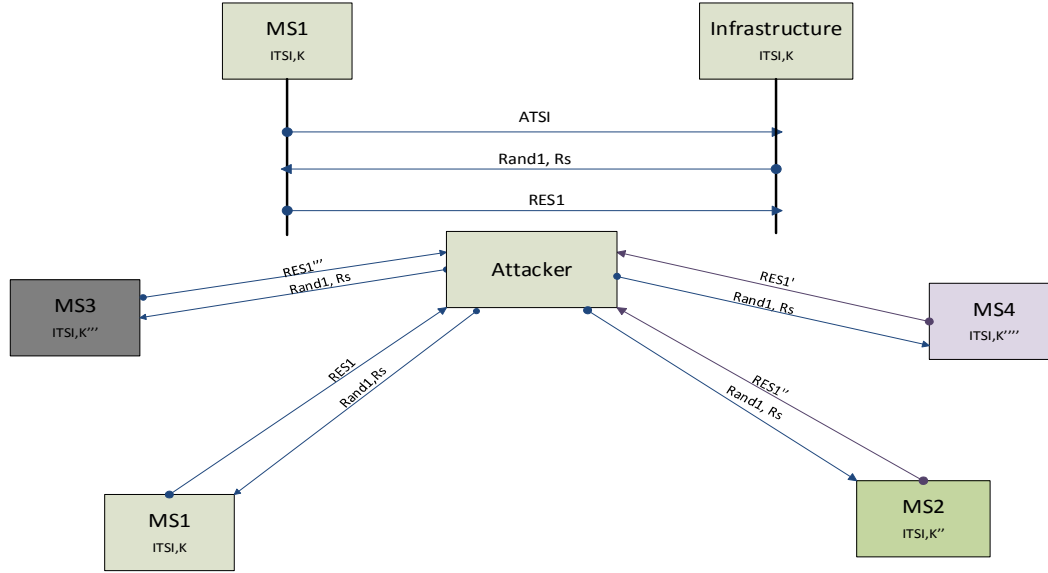 MS1
ITSI,K
Infrastructure
ITSI,K
ATSI
Rand1, Rs
RES1
Attacker
RES1'''
Rand1, Rs
MS3
ITSI,K'''
RES1'
Rand1, Rs
MS4
ITSI,K'''''
RES1
Rand1,Rs
RES1''
Rand1, Rs
MS1
ITSI,K
MS2
ITSI,K''